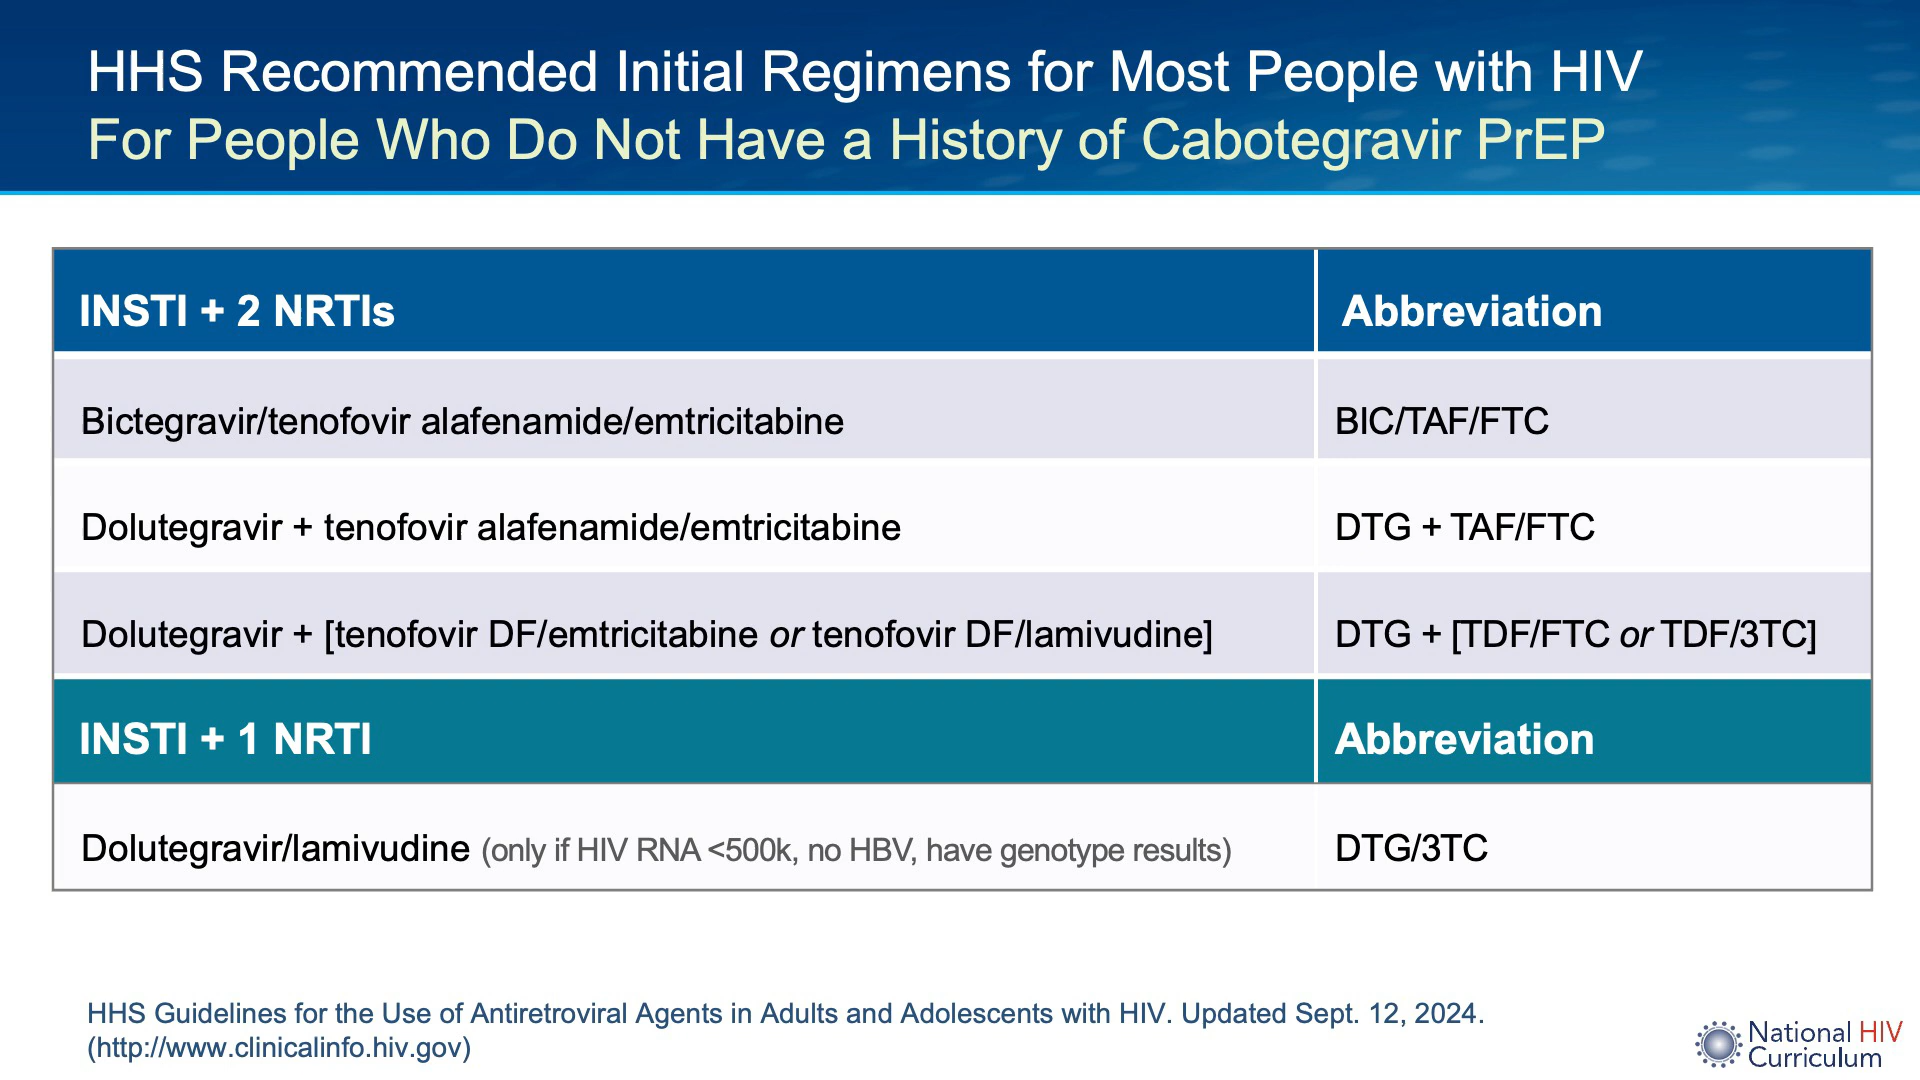 HHS Recommended Initial Regimens for Most People with HIV
For People Who Do Not Have a History of Cabotegravir PrEP
INSTI + 2 NRTIs
Abbreviation
Bictegravir/tenofovir alafenamide/emtricitabine
BIC/TAF/FTC
Dolutegravir + tenofovir alafenamide/emtricitabine
DTG + TAF/FTC
Dolutegravir + [tenofovir DF/emtricitabine or tenofovir DF/lamivudine]
DTG + [TDF/FTC or TDF/3TC]
INSTI + 1 NRTI
Abbreviation
Dolutegravir/lamivudine (only if HIV RNA <500k, no HBV, have genotype results)
DTG/3TC
HHS Guidelines for the Use of Antiretroviral Agents in Adults and Adolescents with HIV. Updated Sept. 12, 2024.
(http://www.clinicalinfo.hiv.gov)
National HIV
Curriculum